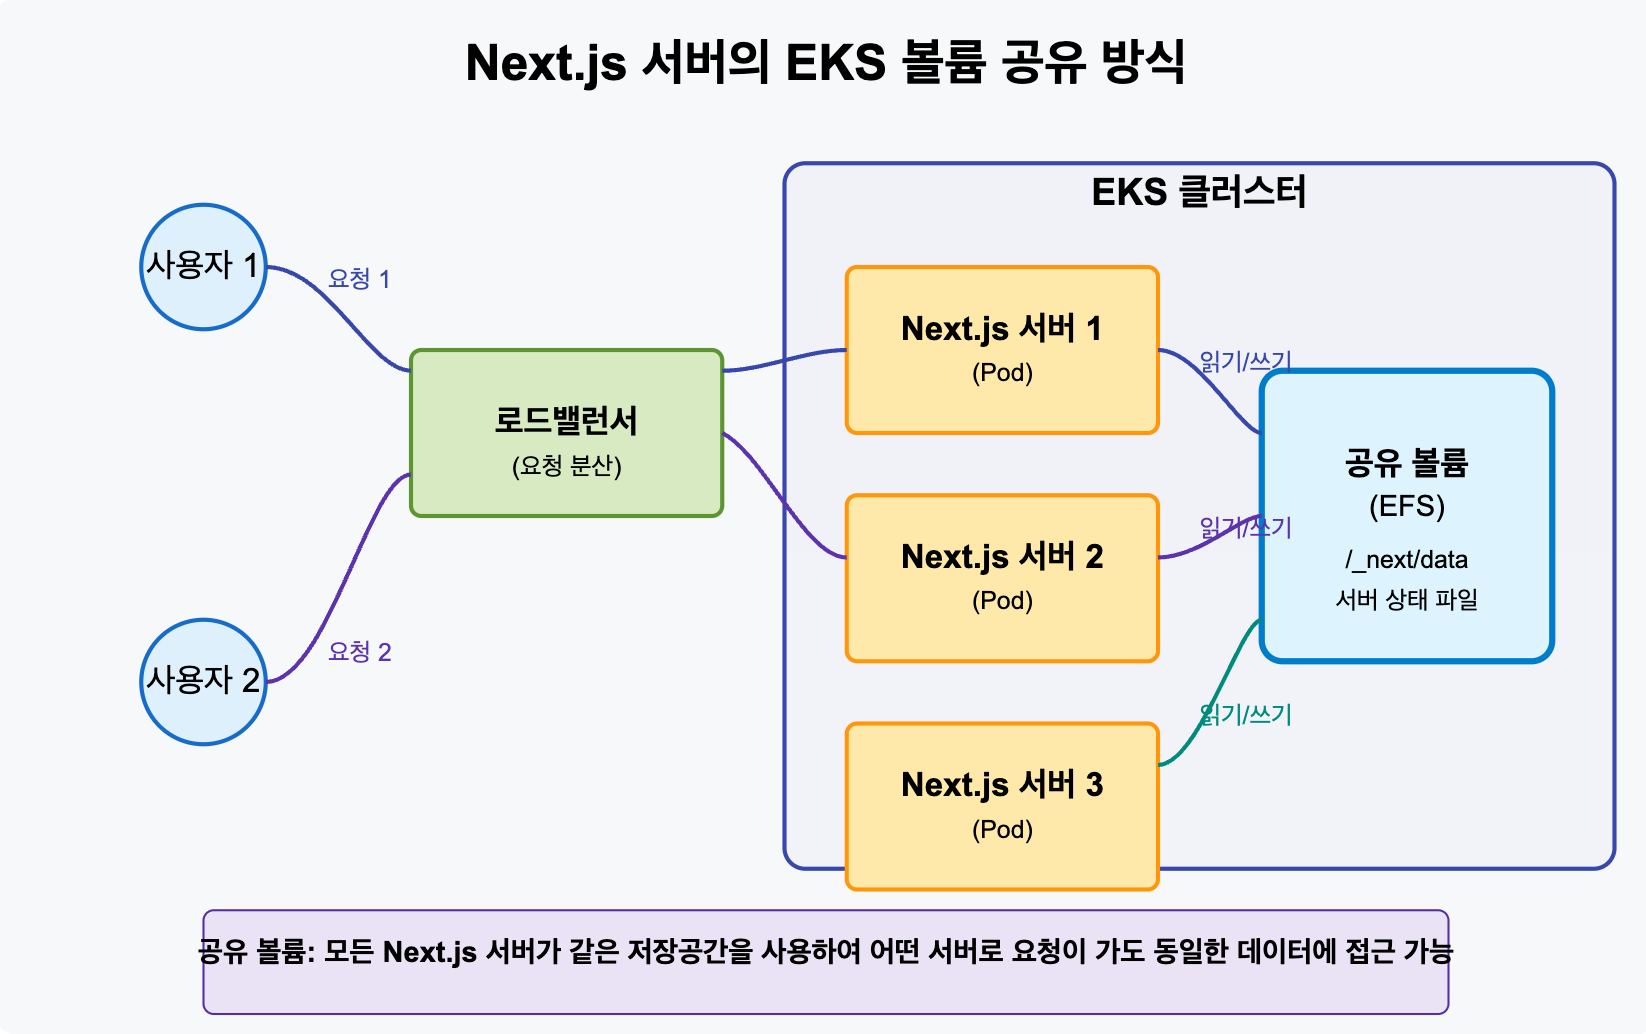 Next.js 서버의 EKS 볼륨 공유 방식
EKS 클러스터
사용자 1
요청 1
로드밸런서
(요청 분산)
사용자 2
요청 2
Next.js 서버 1
(Pod)
읽기/쓰기
Next.js 서버 2
(Pod)
읽기/쓰기
Next.js 서버 3
(Pod)
읽기/쓰기
공유 볼륨
(EFS)
/_next/data
서버 상태 파일
공유 볼륨: 모든 Next.js 서버가 같은 저장공간을 사용하여 어떤 서버로 요청이 가도 동일한 데이터에 접근 가능